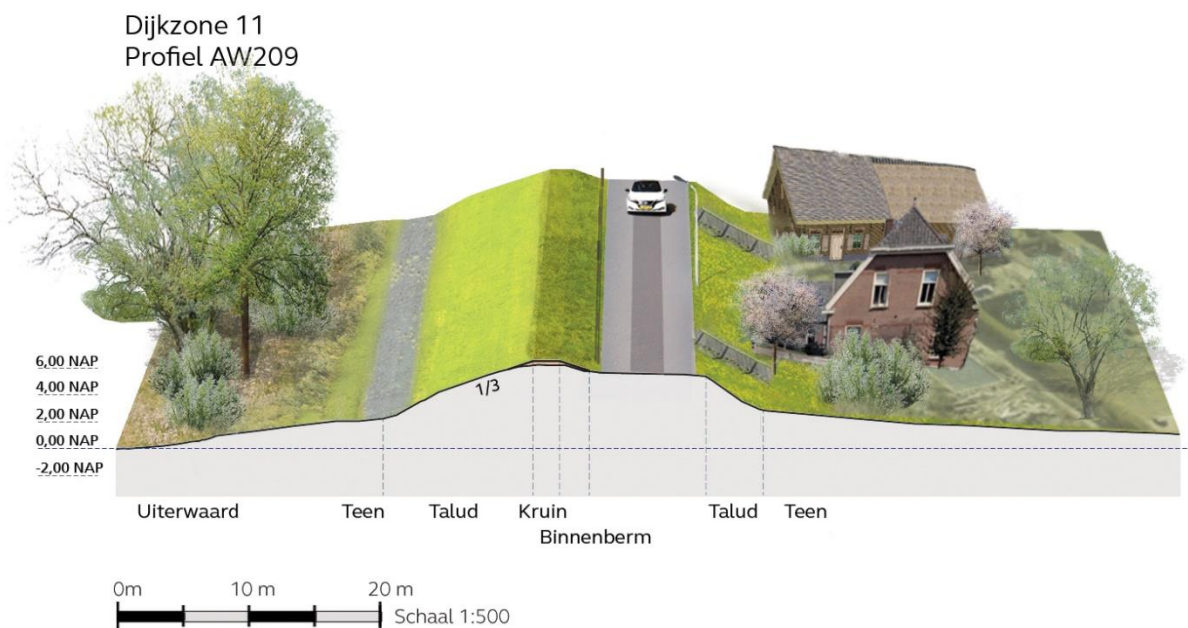 Dijkzone 11
Profiel AW209
6,00 NAP
4,00 NAP
2,00 NAP
0,00 NAP
-2,00 NAP
1/3
Uiterwaard Teen Talud Kruin Talud Teen
Binnenberm
0m 10 m 20 m
Schaal 1:500